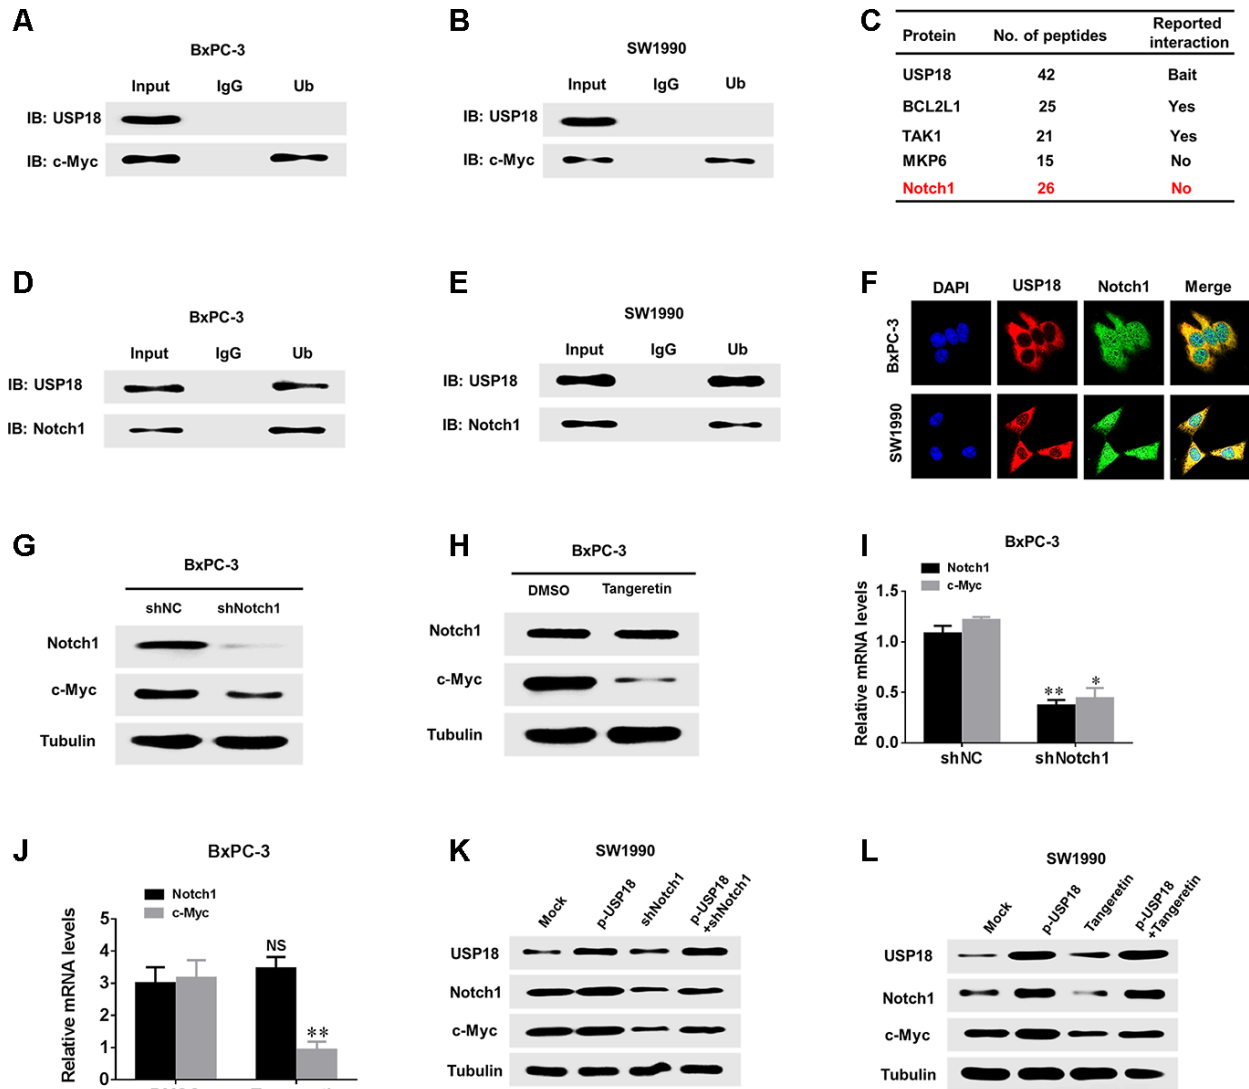 A
BxPC-3
Input IgG Ub
IB: USP18
IB: c-Myc
B
SW1990
Input IgG Ub
IB: USP18
IB: c-Myc
C
Protein No. of peptides Reported interaction
USP18 42 Bait
BCL2L1 25 Yes
TAK1 21 Yes
MKP6 15 No
Notch1 26 No
D
BxPC-3
Input IgG Ub
IB: USP18
IB: Notch1
E
SW1990
Input IgG Ub
IB: USP18
IB: Notch1
F
DAPI USP18 Notch1 Merge
BxPC-3
SW1990
G
BxPC-3
shNC shNotch1
Notch1
c-Myc
Tubulin
H
BxPC-3
DMSO Tangeretin
Notch1
c-Myc
Tubulin
I
BxPC-3
Notch1
c-Myc
Relative mRNA levels
1.5
1.0
0.5
0.0
** *
shNC shNotch1
J
BxPC-3
Notch1
c-Myc
Relative mRNA levels
5
4
3
2
1
0
NS
**
K
SW1990
Mock p-USP18 shNotch1 p-USP18 +shNotch1
USP18
Notch1
c-Myc
Tubulin
L
SW1990
Mock p-USP18 Tangeretin p-USP18 +Tangeretin
USP18
Notch1
c-Myc
Tubulin